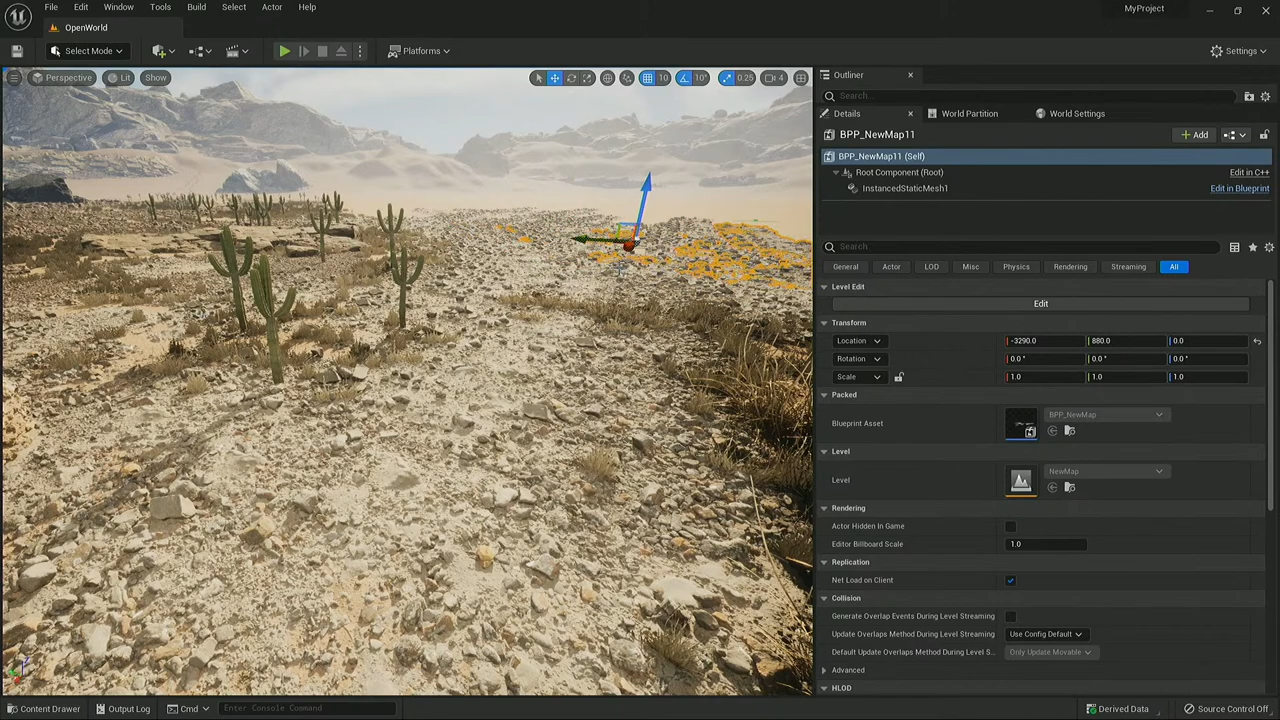 File Edit Window Tools Build Select Actor Help MyProject
OpenWorld
Select Mode Platforms Settings
Perspective Lit Show 10 10° 0.25 4
Outliner
Search...
Details World Partition World Settings
BPP_NewMap11 Add
BPP_NewMap11 (Self)
Root Component (Root) Edit in C++
InstancedStaticMesh1 Edit in Blueprint
Search
General Actor LOD Misc Physics Rendering Streaming All
Level Edit
Edit
Transform
Location -3290.0 880.0 0.0
Rotation 0.0° 0.0° 0.0°
Scale 1.0 1.0 1.0
Packed
Blueprint Asset BPP_NewMap
Level
Level NewMap
Rendering
Actor Hidden In Game
Editor Billboard Scale 1.0
Replication
Net Load on Client
Collision
Generate Overlap Events During Level Streaming
Update Overlaps Method During Level Streaming Use Config Default
Default Update Overlaps Method During Level S... Only Update Movable
Advanced
HLOD
Content Drawer Output Log Cmd Enter Console Command Derived Data Source Control Off